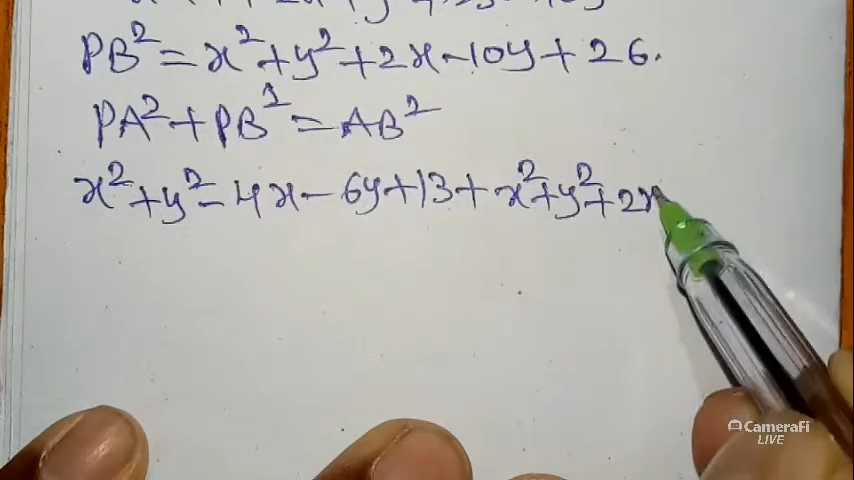 PB² = x² + y² + 2x - 10y + 26.
PA² + PB² = AB²
x² + y² - 4x - 6y + 13 + x² + y² + 2x
CameraFi
LIVE